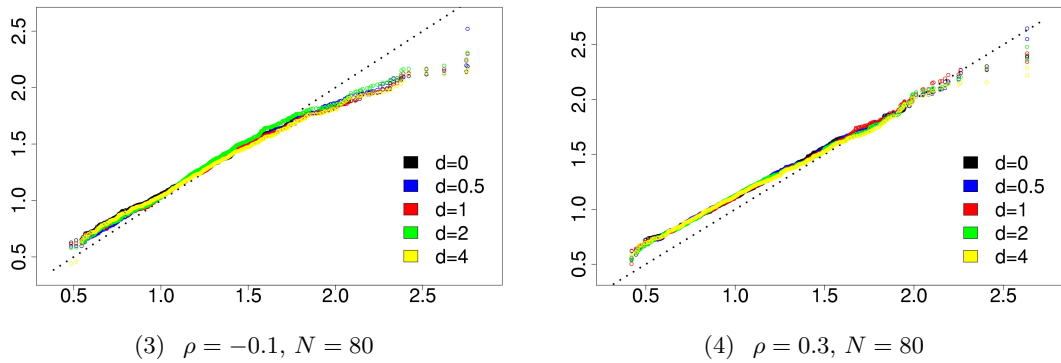 2.5
2.0
1.5
1.0
0.5
d=0
d=0.5
d=1
d=2
d=4
0.5 1.0 1.5 2.0 2.5
(3) ρ = −0.1, N = 80
2.5
2.0
1.5
1.0
0.5
d=0
d=0.5
d=1
d=2
d=4
0.5 1.0 1.5 2.0 2.5
(4) ρ = 0.3, N = 80